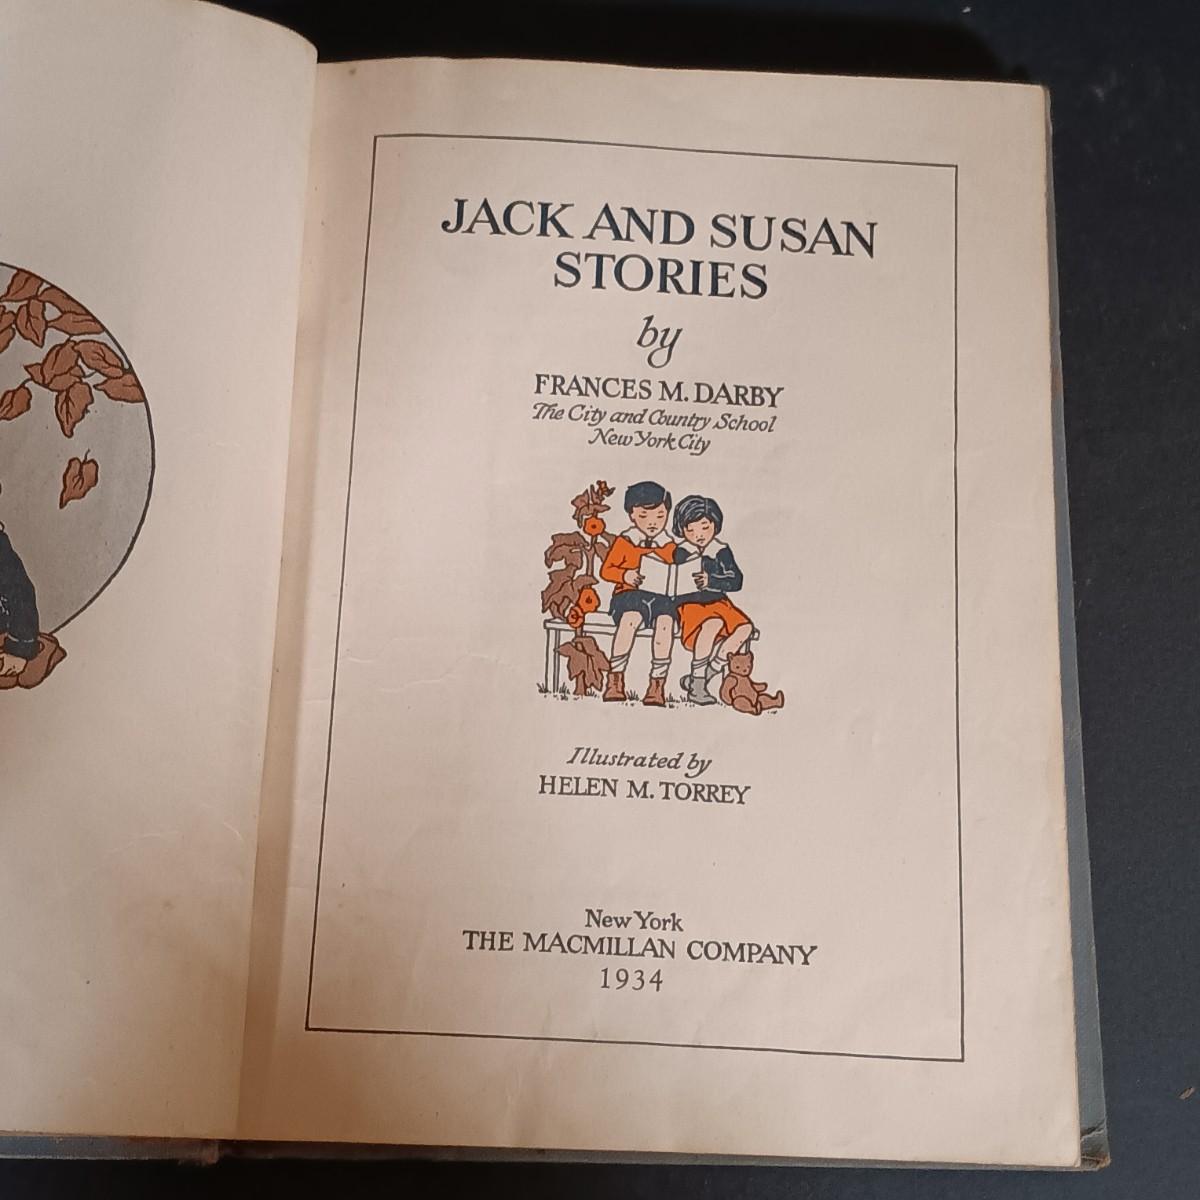 JACK AND SUSAN
STORIES
by
FRANCES M. DARBY
The City and Country School
New York City
Illustrated by
HELEN M. TORREY
New York
THE MACMILLAN COMPANY
1934